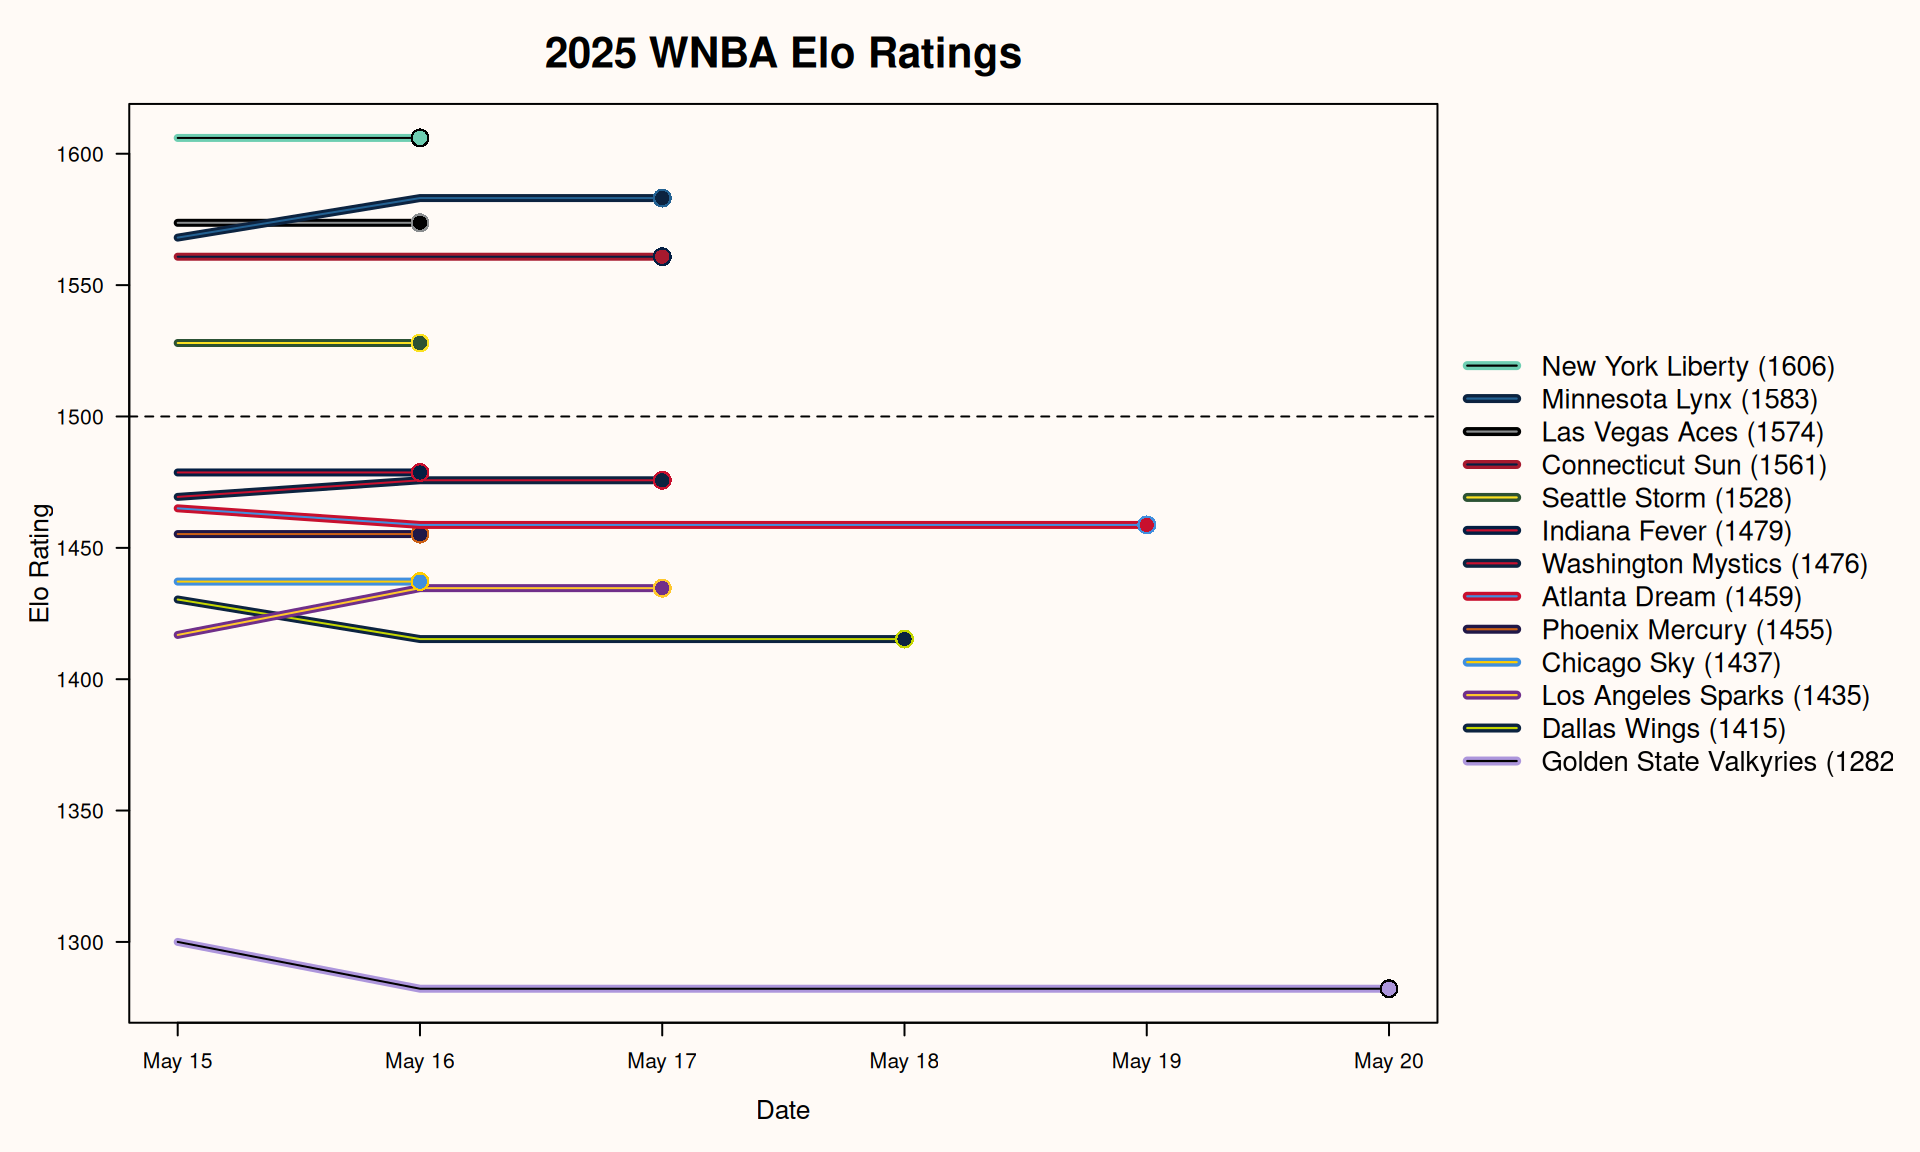 2025 WNBA Elo Ratings
1600
1550
1500
1450
1400
1350
1300
Elo Rating
May 15
May 16
May 17
May 18
May 19
May 20
Date
New York Liberty (1606)
Minnesota Lynx (1583)
Las Vegas Aces (1574)
Connecticut Sun (1561)
Seattle Storm (1528)
Indiana Fever (1479)
Washington Mystics (1476)
Atlanta Dream (1459)
Phoenix Mercury (1455)
Chicago Sky (1437)
Los Angeles Sparks (1435)
Dallas Wings (1415)
Golden State Valkyries (1282